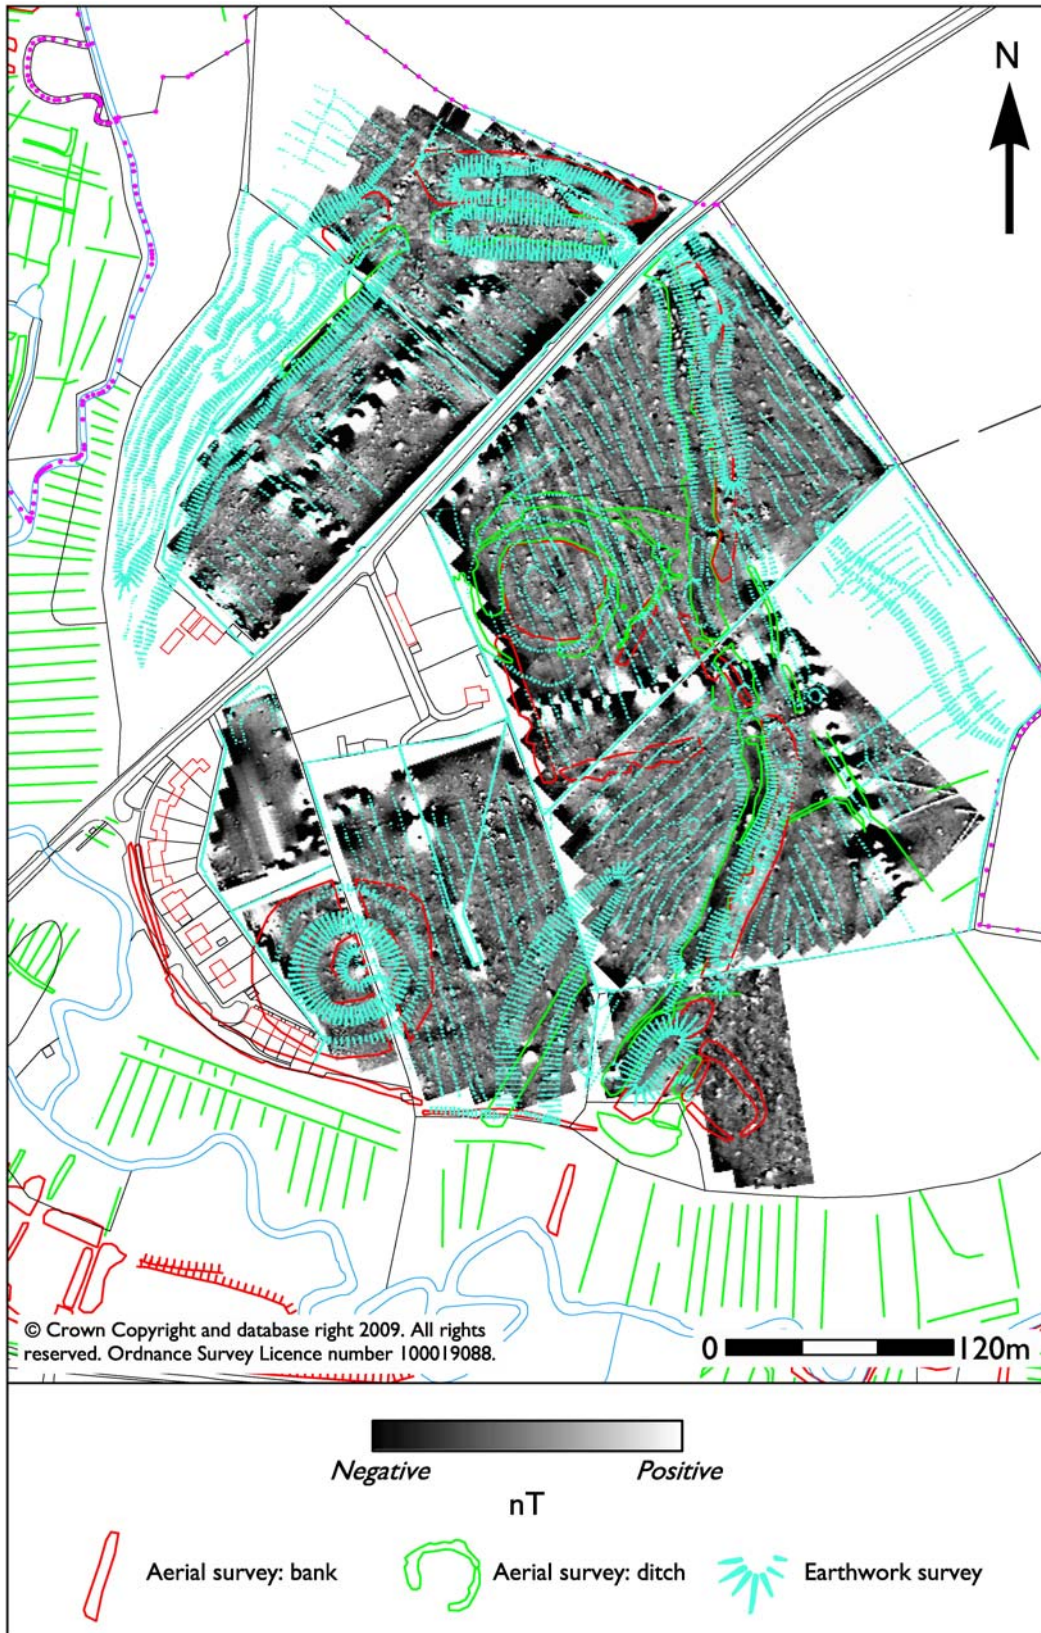 N
© Crown Copyright and database right 2009. All rights
reserved. Ordnance Survey Licence number 100019088.
0 120m
Negative Positive
nT
Aerial survey: bank Aerial survey: ditch Earthwork survey